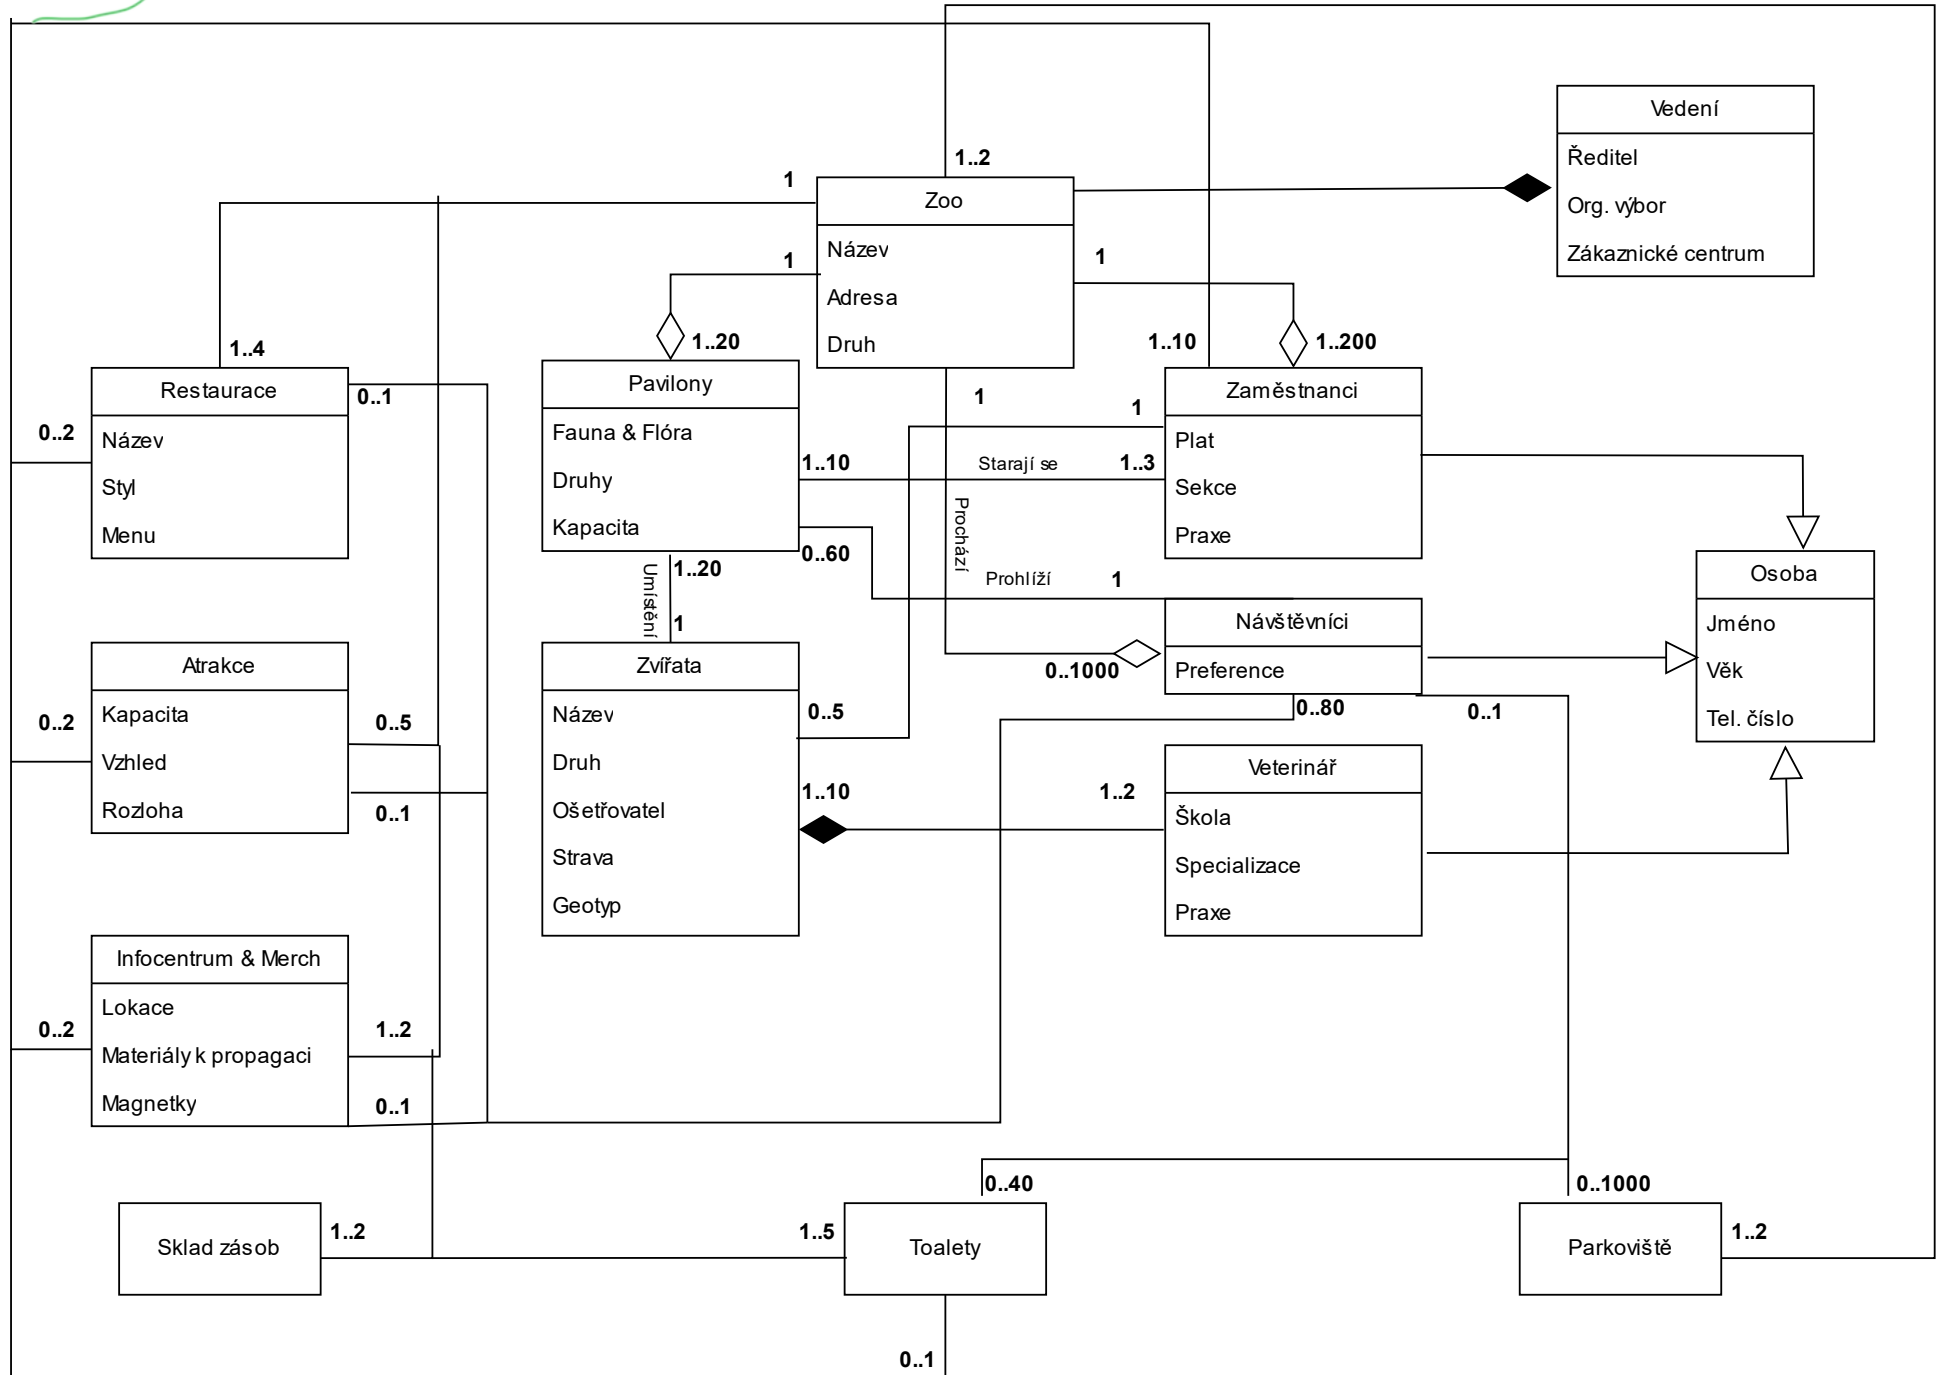 1..2
Vedení
Ředitel
Org. výbor
Zákaznické centrum
1
Zoo
Název
Adresa
Druh
1
1
1..4
1..20
1..10
1..200
Restaurace
Název
Styl
Menu
0..1
0..2
Pavilony
Fauna & Flóra
Druhy
Kapacita
1
1
Zaměstnanci
Plat
Sekce
Praxe
1..10
Starají se
1..3
Prochází
0..60
Prohlíží
1
Umístění
1..20
1
Osoba
Jméno
Věk
Tel. číslo
Návštěvníci
Preference
0..1000
0..80
0..1
Atrakce
Kapacita
Vzhled
Rozloha
0..2
0..5
0..1
Zvířata
Název
Druh
Ošetřovatel
Strava
Geotyp
0..5
1..10
1..2
Veterinář
Škola
Specializace
Praxe
Infocentrum & Merch
Lokace
Materiály k propagaci
Magnetky
0..2
1..2
0..1
0..40
0..1000
Sklad zásob
1..2
1..5
Toalety
Parkoviště
1..2
0..1